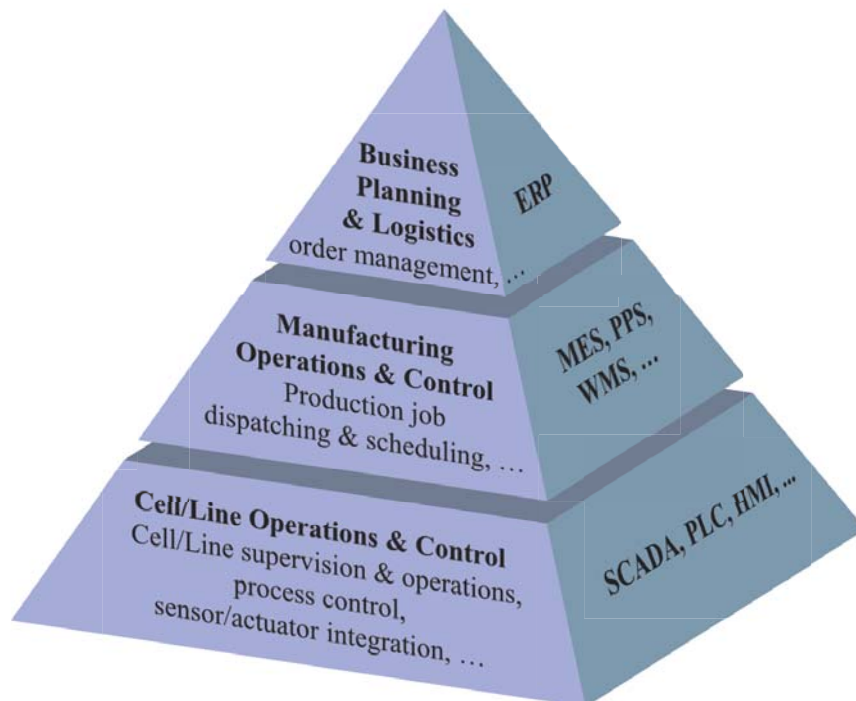 Business
Planning
& Logistics
order management, ...
ERP
Manufacturing
Operations & Control
Production job
dispatching & scheduling, ...
MES, PPS,
WMS, ...
Cell/Line Operations & Control
Cell/Line supervision & operations,
process control,
sensor/actuator integration, ...
SCADA, PLC, HMI, ...